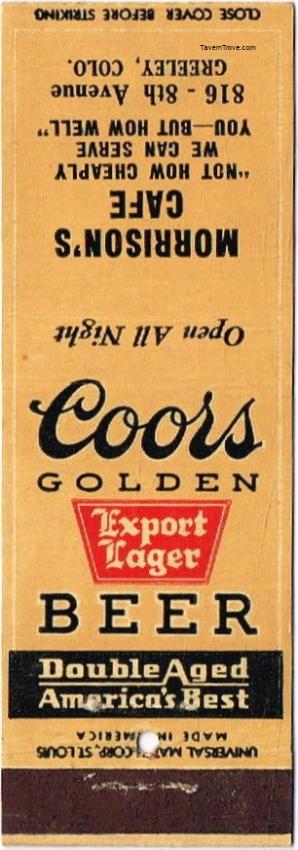 TavernTrove.com
CLOSE COVER BEFORE STRIKING
Open All Night
MORRISON'S
CAFE
"NOT HOW CHEAPLY
WE CAN SERVE
YOU—BUT HOW WELL"
816 - 8th Avenue
GREELEY, COLO.
Coors
GOLDEN
Export
Lager
BEER
Double Aged
America's Best
MADE IN AMERICA
UNIVERSAL MATCH CORP., ST. LOUIS